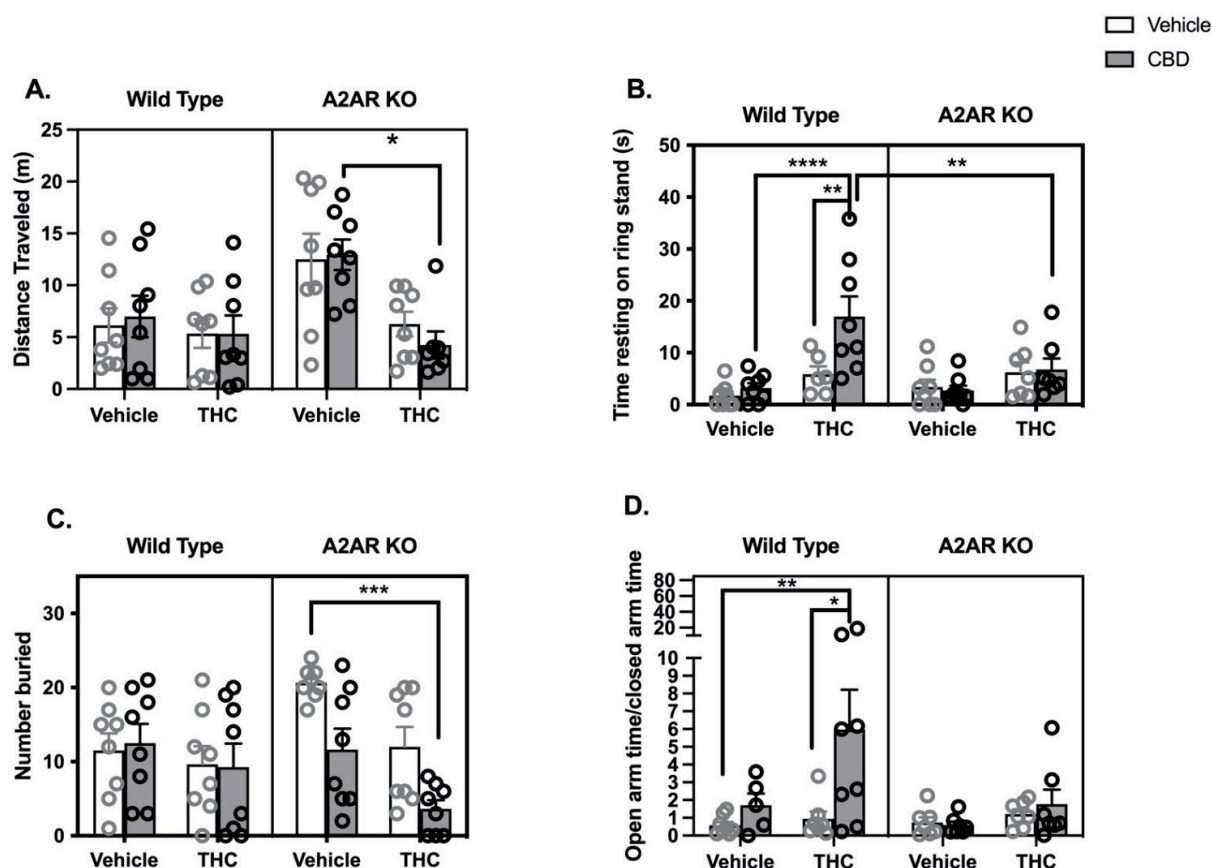 Vehicle
CBD
A.
Wild Type
A2AR KO
Distance Traveled (m)
25
20
15
10
5
0
*
Vehicle
THC
Vehicle
THC
B.
Wild Type
A2AR KO
Time resting on ring stand (s)
50
40
30
20
10
0
****
**
**
Vehicle
THC
Vehicle
THC
C.
Wild Type
A2AR KO
Number buried
30
20
10
0
***
Vehicle
THC
Vehicle
THC
D.
Wild Type
A2AR KO
Open arm time/closed arm time
80
60
40
20
10
9
8
7
6
5
4
3
2
1
0
**
*
Vehicle
THC
Vehicle
THC